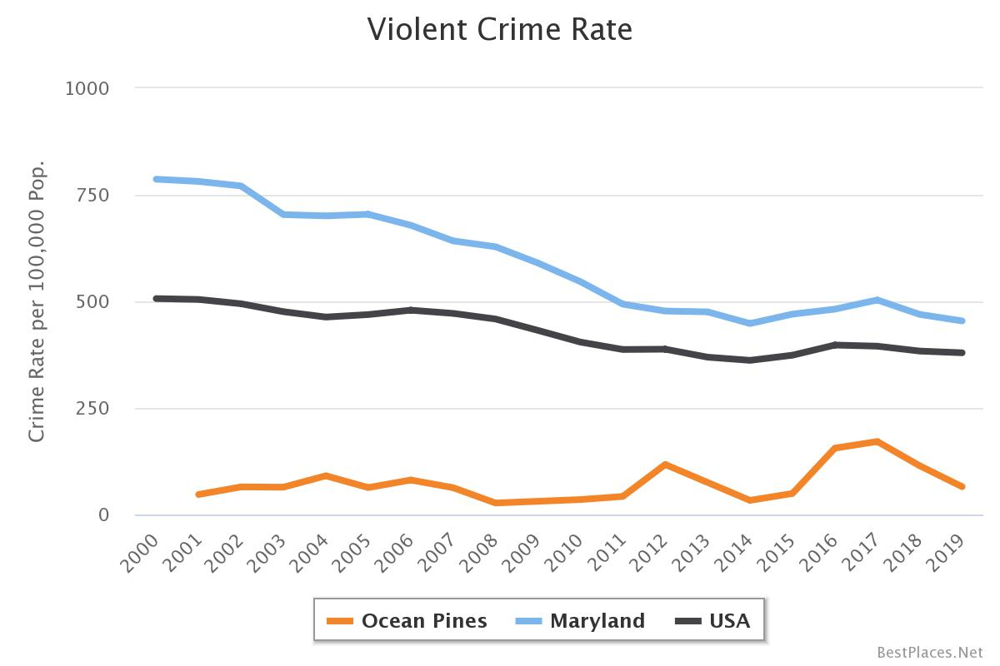 Violent Crime Rate
Crime Rate per 100,000 Pop.
1000
750
500
250
0
2000 2001 2002 2003 2004 2005 2006 2007 2008 2009 2010 2011 2012 2013 2014 2015 2016 2017 2018 2019
Ocean Pines Maryland USA
BestPlaces.Net